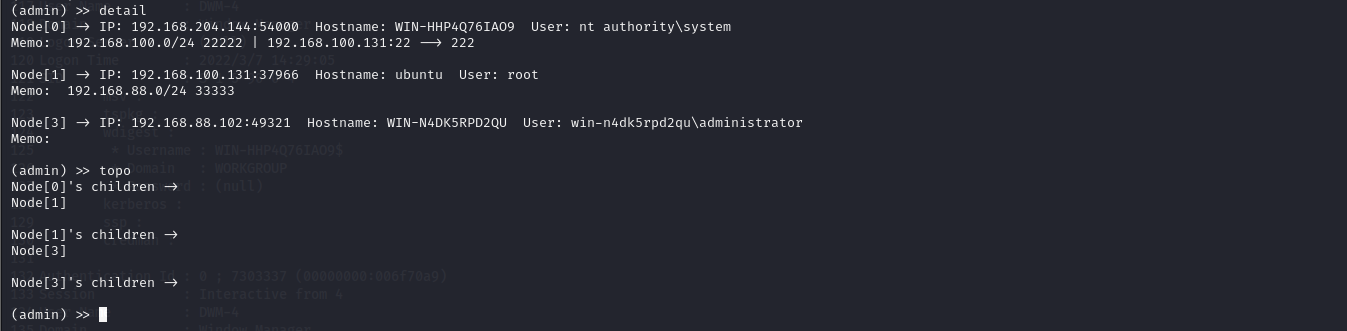 (admin) >> detail
Node[0] → IP: 192.168.204.144:54000  Hostname: WIN-HHP4Q76IAO9  User: nt authority\system
Memo:  192.168.100.0/24 22222 | 192.168.100.131:22 —> 222
Node[1] → IP: 192.168.100.131:37966  Hostname: ubuntu  User: root
Memo:  192.168.88.0/24 33333
Node[3] → IP: 192.168.88.102:49321  Hostname: WIN-N4DK5RPD2QU  User: win-n4dk5rpd2qu\administrator
Memo:
(admin) >> topo
Node[0]'s children →
Node[1]
Node[1]'s children →
Node[3]
Node[3]'s children →
(admin) >>